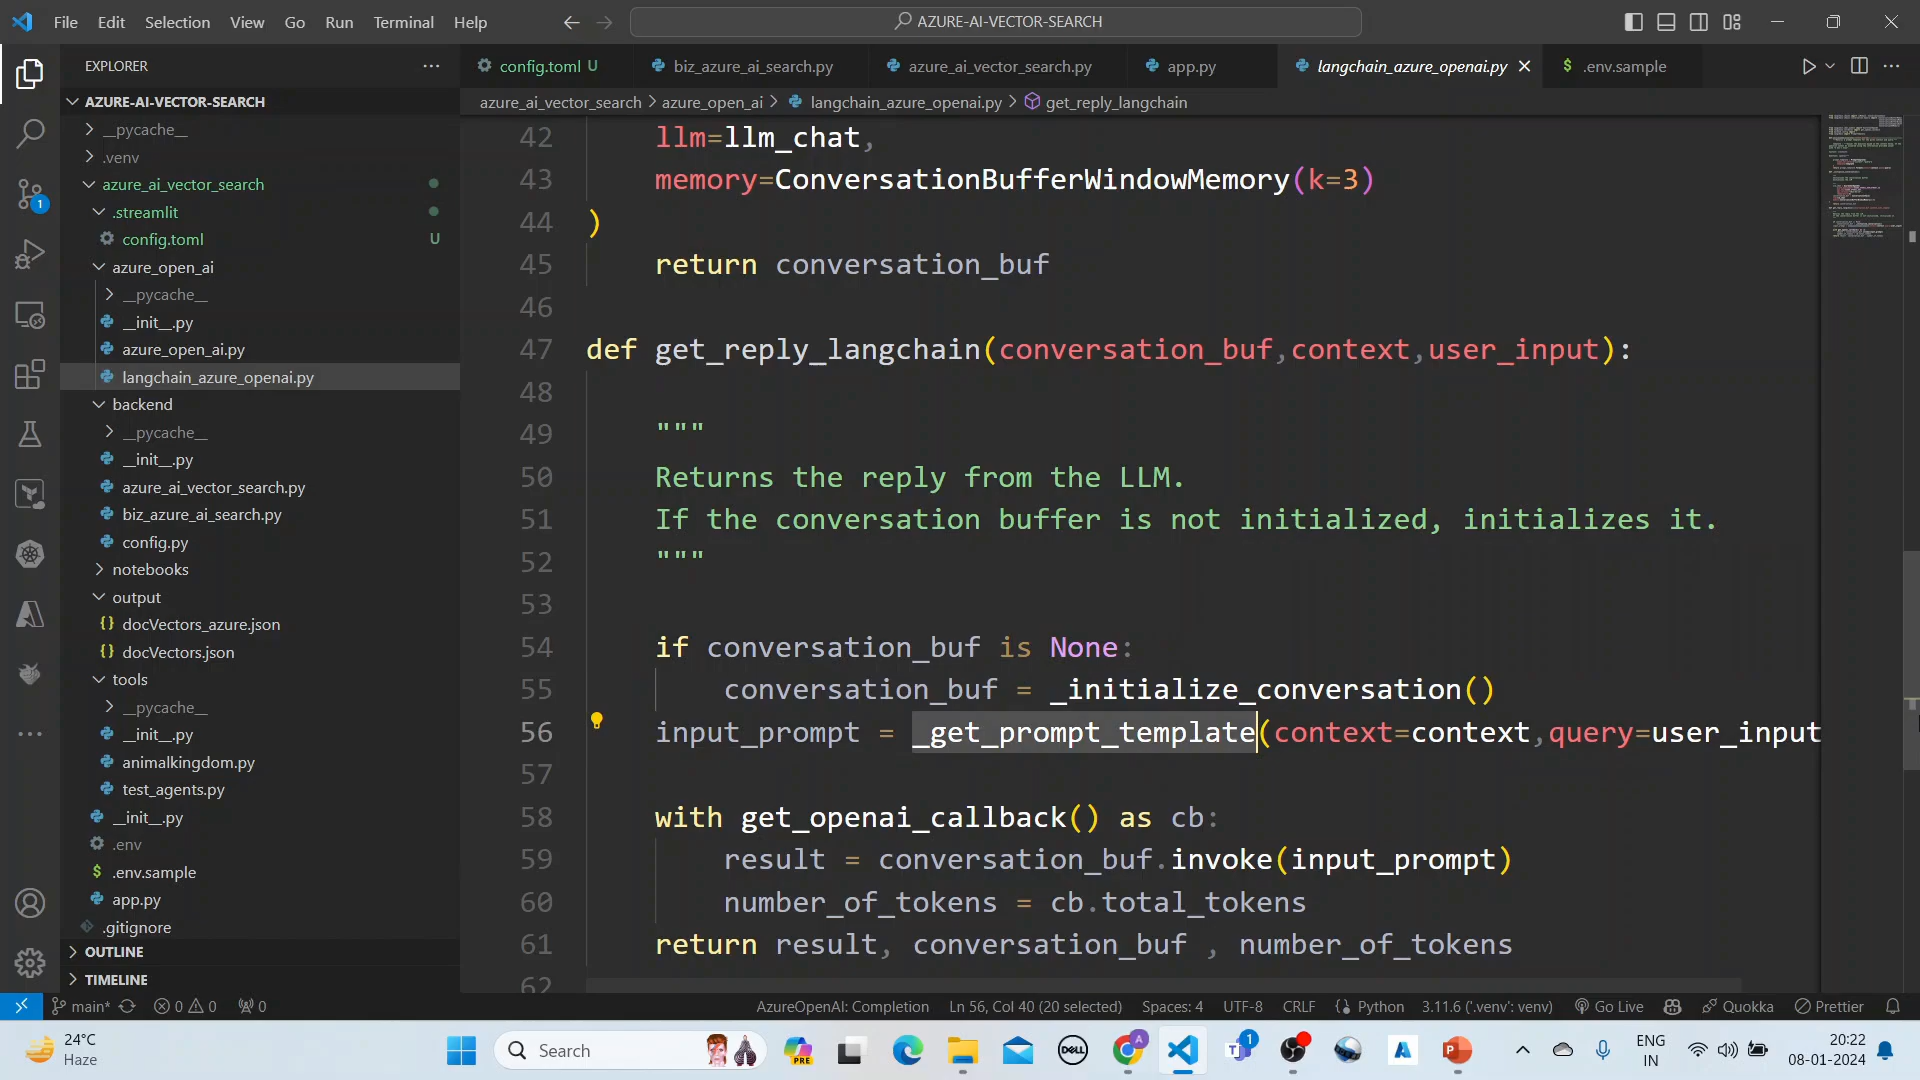 File Edit Selection View Go Run Terminal Help
AZURE-AI-VECTOR-SEARCH
EXPLORER
config.toml U
biz_azure_ai_search.py
azure_ai_vector_search.py
app.py
langchain_azure_openai.py
$ .env.sample
azure_ai_vector_search > azure_open_ai > langchain_azure_openai.py > get_reply_langchain
AZURE-AI-VECTOR-SEARCH
__pycache__
.venv
azure_ai_vector_search
.streamlit
config.toml U
azure_open_ai
__pycache__
__init__.py
azure_open_ai.py
langchain_azure_openai.py
backend
__pycache__
__init__.py
azure_ai_vector_search.py
biz_azure_ai_search.py
config.py
notebooks
output
{} docVectors_azure.json
{} docVectors.json
tools
__pycache__
__init__.py
animalkingdom.py
test_agents.py
__init__.py
.env
$ .env.sample
app.py
.gitignore
OUTLINE
TIMELINE
1
42 llm=llm_chat,
43 memory=ConversationBufferWindowMemory(k=3)
44 )
45 return conversation_buf
46
47 def get_reply_langchain(conversation_buf,context,user_input):
48
49 """
50 Returns the reply from the LLM.
51 If the conversation buffer is not initialized, initializes it.
52 """
53
54 if conversation_buf is None:
55 conversation_buf = _initialize_conversation()
56 input_prompt = _get_prompt_template(context=context,query=user_input
57
58 with get_openai_callback() as cb:
59 result = conversation_buf.invoke(input_prompt)
60 number_of_tokens = cb.total_tokens
61 return result, conversation_buf , number_of_tokens
62
main* 0 0 0 AzureOpenAI: Completion Ln 56, Col 40 (20 selected) Spaces: 4 UTF-8 CRLF {} Python 3.11.6 ('.venv': venv) Go Live Quokka Prettier
24°C
Haze
Search
PRE
DELL
A
1
P
ENG
IN
20:22
08-01-2024